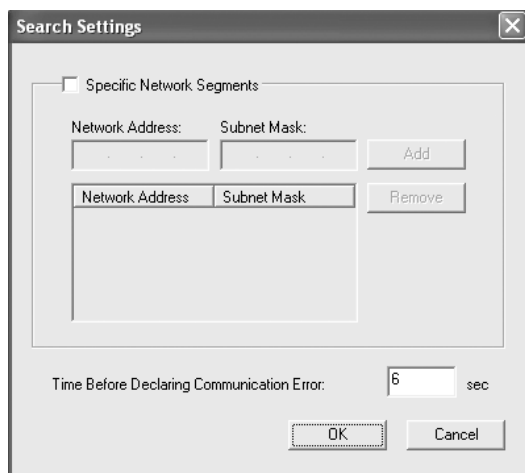 Search Settings
Specific Network Segments
Network Address: Subnet Mask:
. . . . . . Add
Network Address Subnet Mask Remove
Time Before Declaring Communication Error: 6 sec
OK Cancel